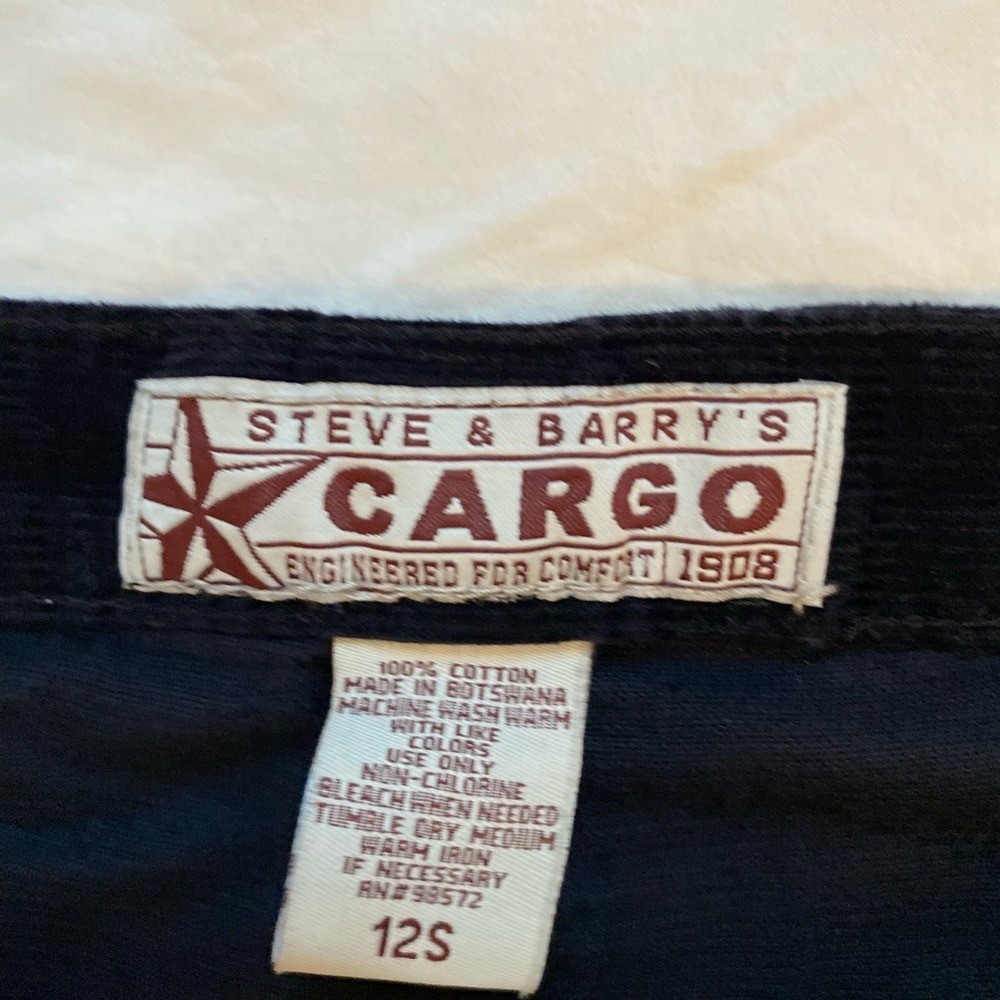 STEVE & BARRY'S
CARGO
ENGINEERED FOR COMFORT 1908
100% COTTON
MADE IN BOTSWANA
MACHINE WASH WARM
WITH LIKE
COLORS
USE ONLY
NON-CHLORINE
BLEACH WHEN NEEDED
TUMBLE DRY MEDIUM
WARM IRON
IF NECESSARY
RN#98572
12S